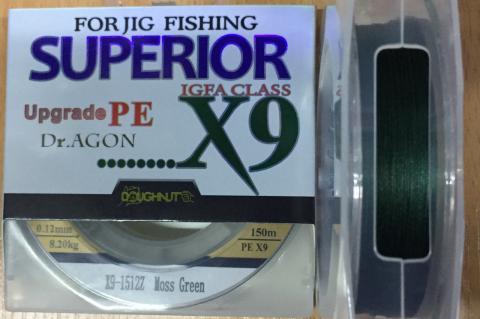 FOR JIG FISHING
SUPERIOR
IGFA CLASS
Upgrade PE
Dr.AGON
.........X9
DOUGHNUT
0.12mm
150m
8.20kg
PE X9
X9-1512Z Moss Green